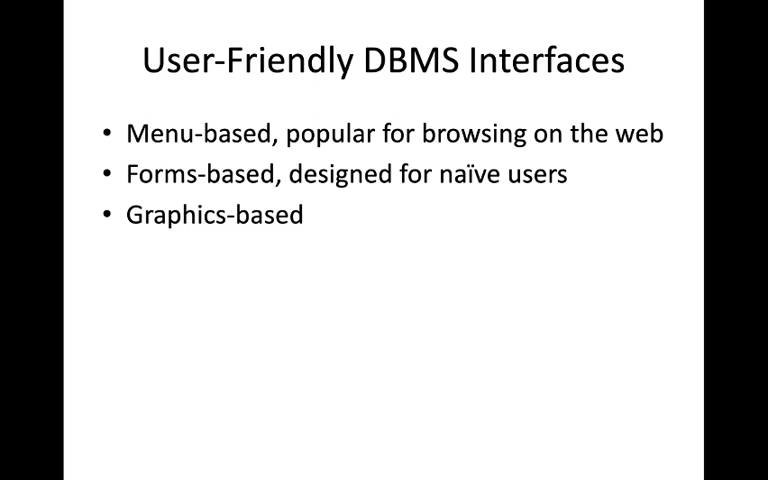 User-Friendly DBMS Interfaces
• Menu-based, popular for browsing on the web
• Forms-based, designed for naïve users
• Graphics-based